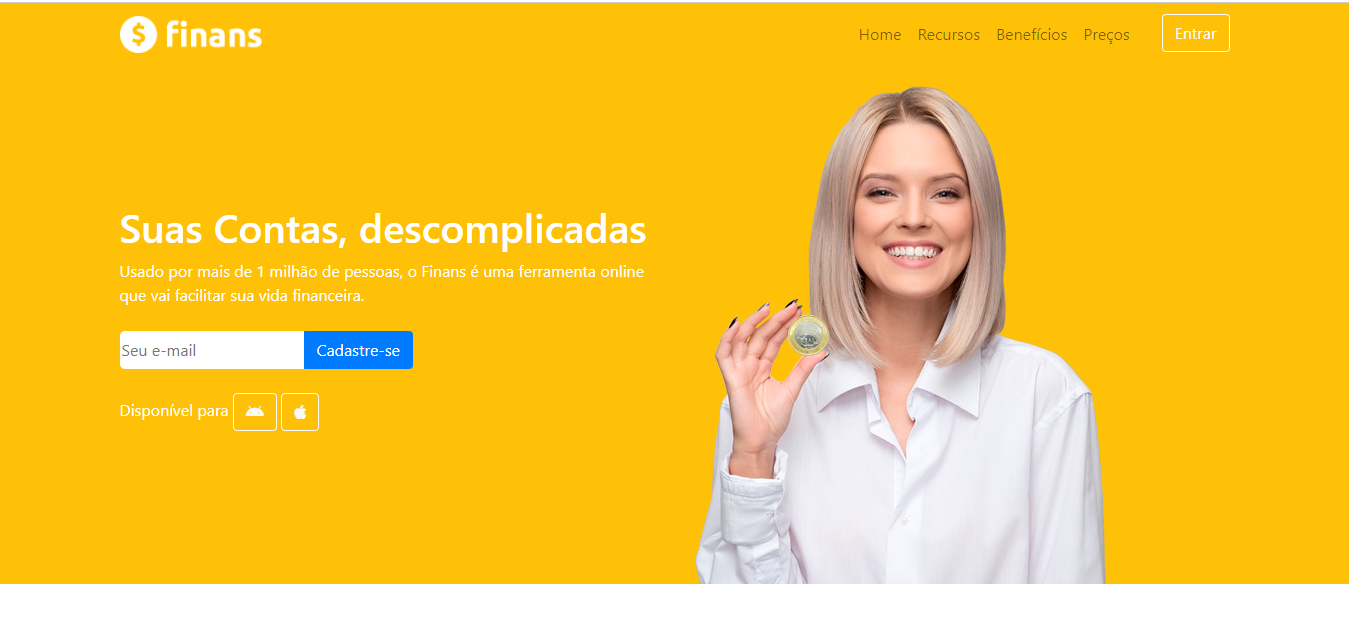 $ finans
Home Recursos Benefícios Preços Entrar
Suas Contas, descomplicadas
Usado por mais de 1 milhão de pessoas, o Finans é uma ferramenta online
que vai facilitar sua vida financeira.
Seu e-mail Cadastre-se
Disponível para